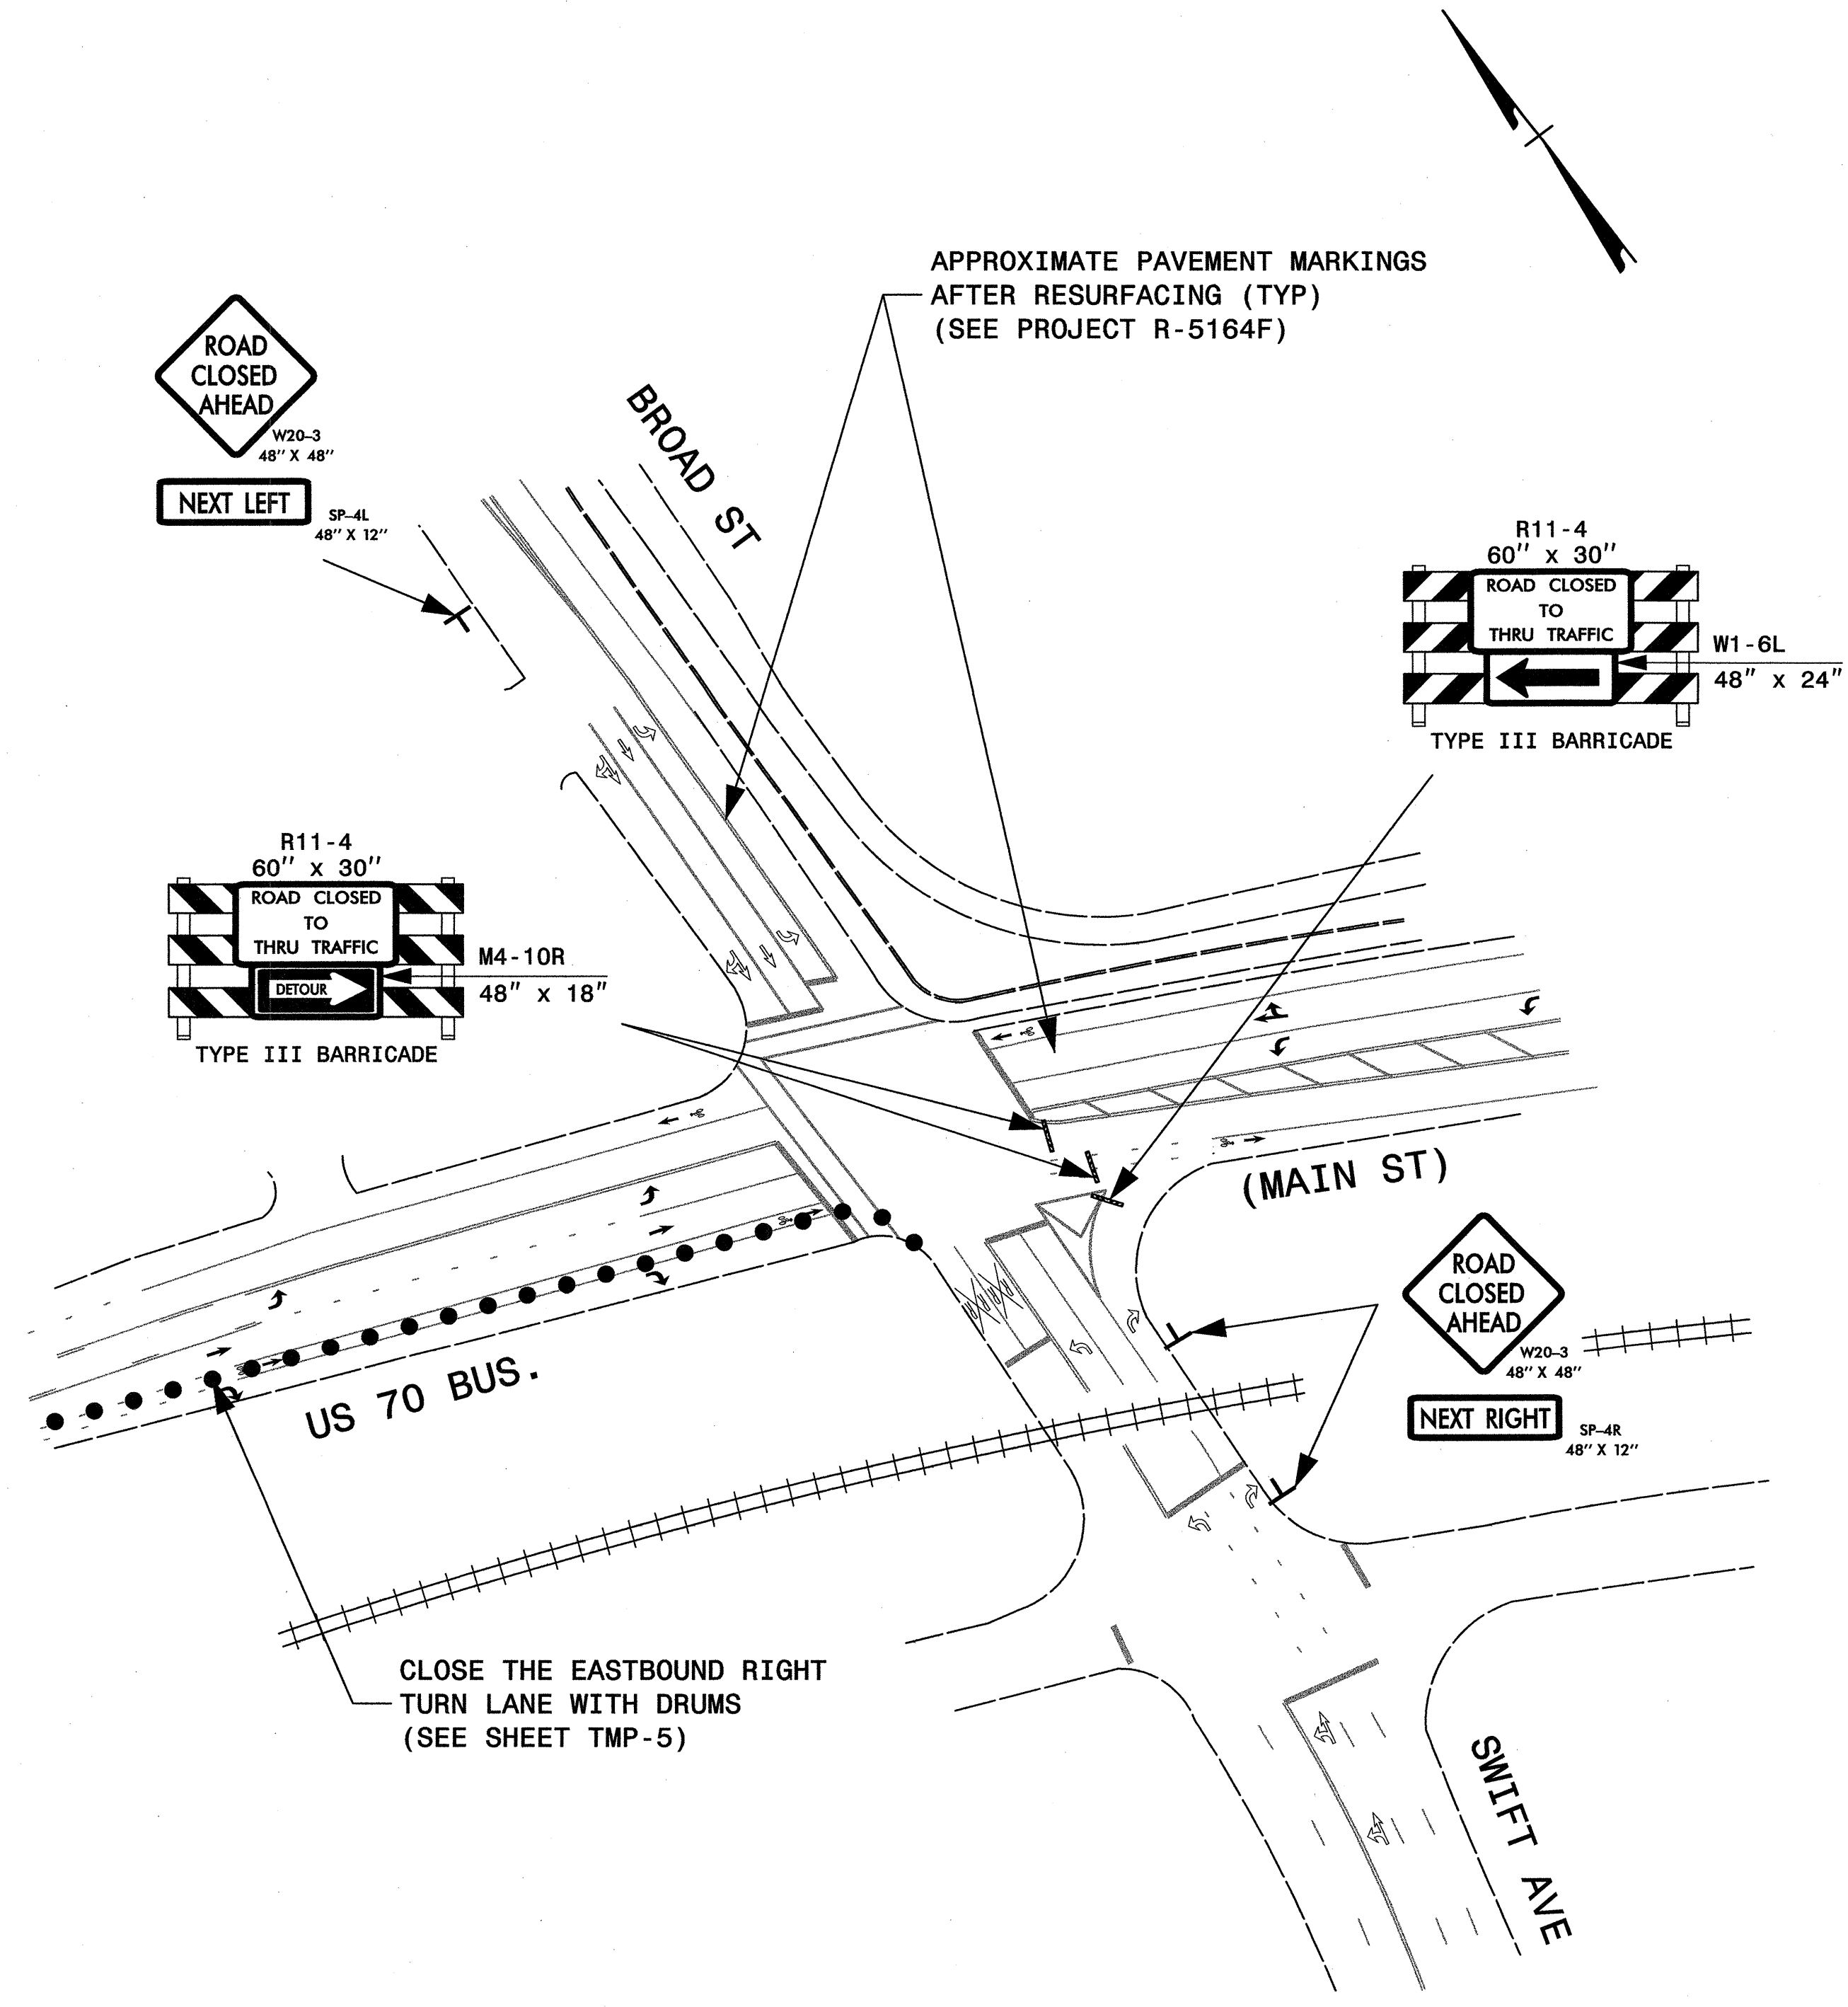 APPROXIMATE PAVEMENT MARKINGS
AFTER RESURFACING (TYP)
(SEE PROJECT R-5164F)
ROAD
CLOSED
AHEAD
W20-3
48" X 48"
NEXT LEFT
SP-4L
48" X 12"
BROAD ST
R11-4
60" x 30"
ROAD CLOSED
TO
THRU TRAFFIC
W1-6L
48" x 24"
TYPE III BARRICADE
R11-4
60" x 30"
ROAD CLOSED
TO
THRU TRAFFIC
M4-10R
DETOUR
48" x 18"
TYPE III BARRICADE
(MAIN ST)
ROAD
CLOSED
AHEAD
W20-3
48" X 48"
NEXT RIGHT
SP-4R
48" X 12"
RR
RR
US 70 BUS.
CLOSE THE EASTBOUND RIGHT
TURN LANE WITH DRUMS
(SEE SHEET TMP-5)
SWIFT AVE